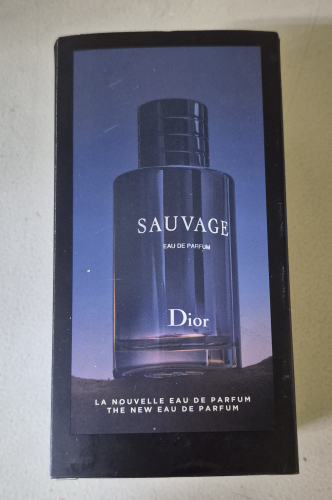 SAUVAGE
EAU DE PARFUM
Dior
LA NOUVELLE EAU DE PARFUM
THE NEW EAU DE PARFUM